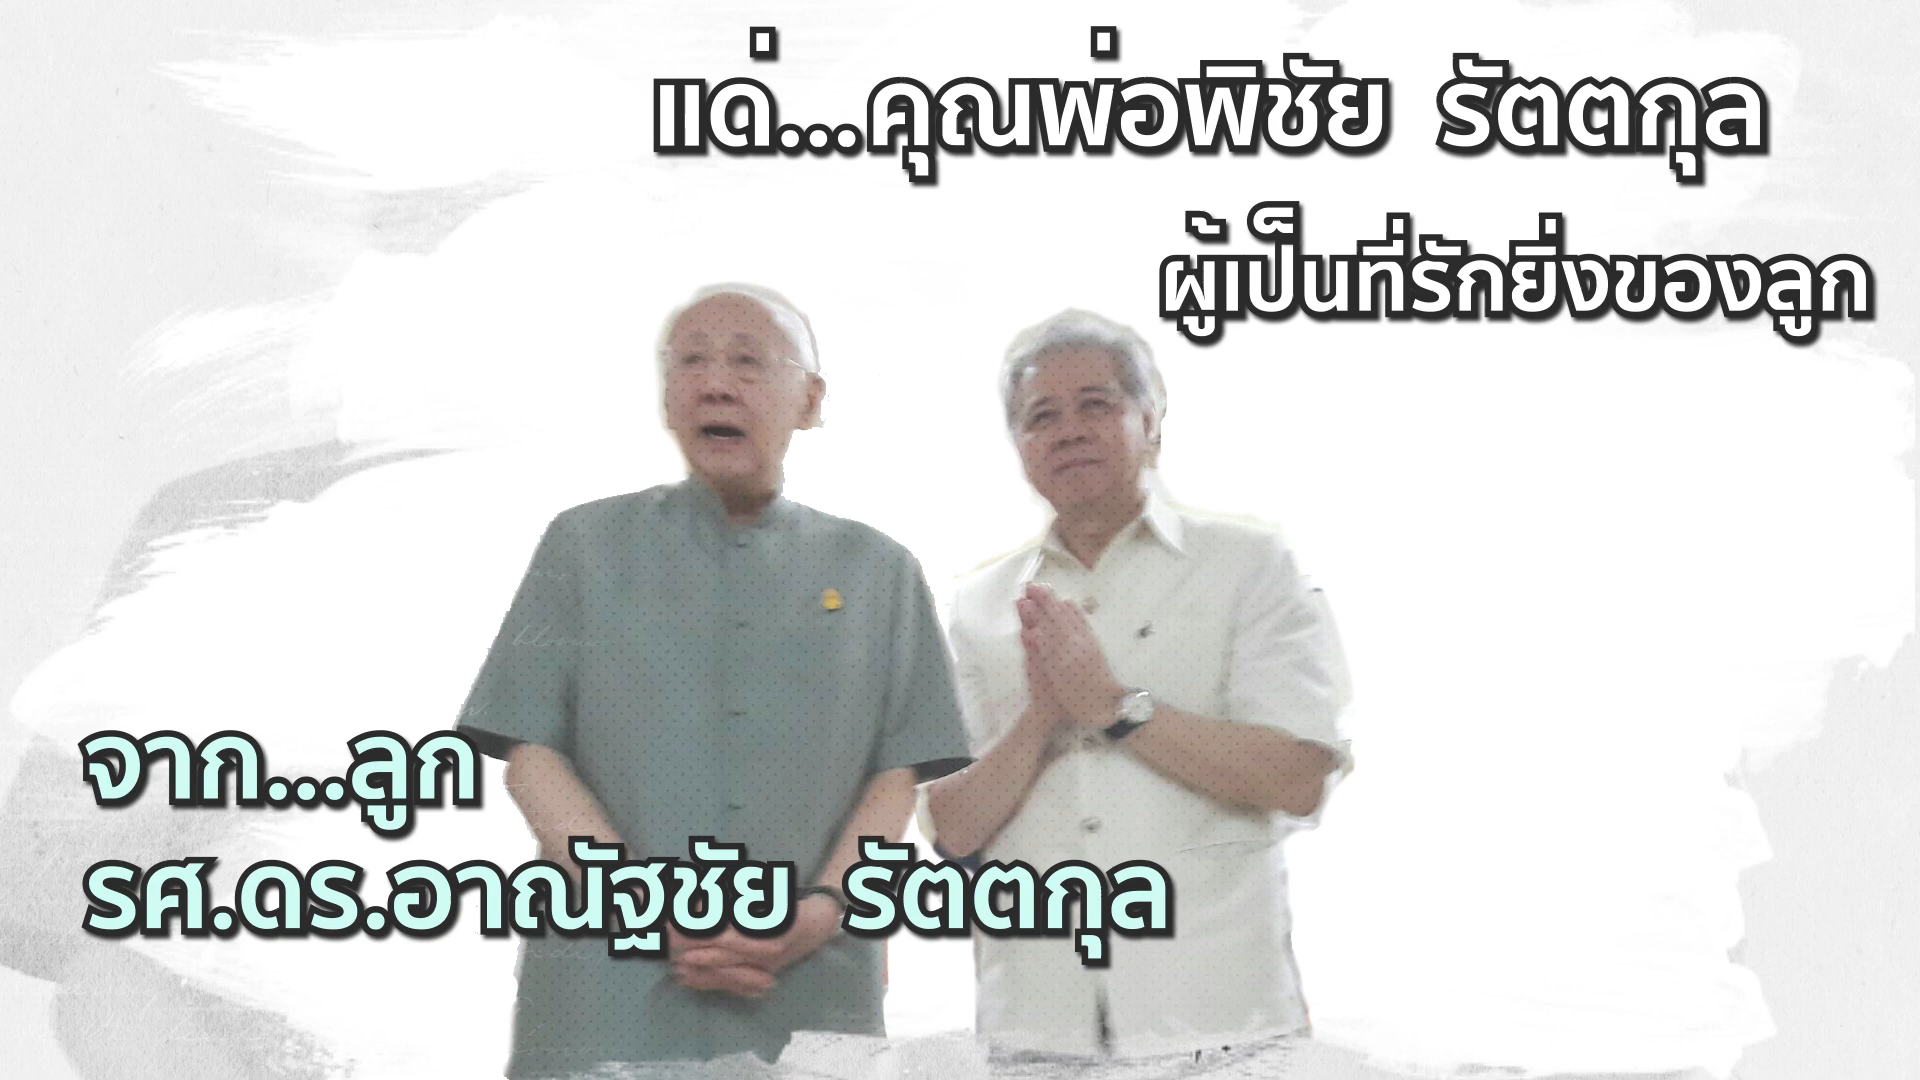 แด่...คุณพ่อพิชัย รัตตกุล
ผู้เป็นที่รักยิ่งของลูก
จาก...ลูก
รศ.ดร.อาณัฐชัย รัตตกุล